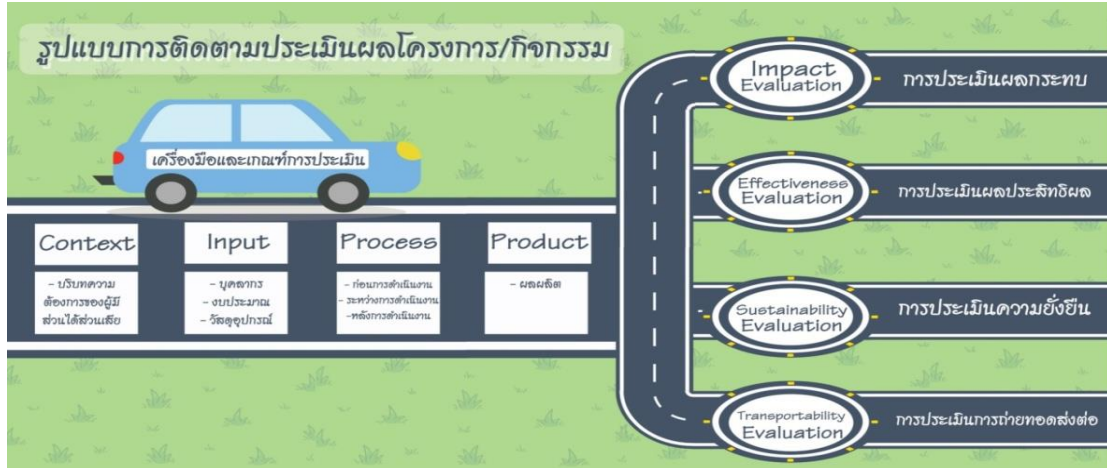 รูปแบบการติดตามประเมินผลโครงการ/กิจกรรม
เครื่องมือและเกณฑ์การประเมิน
Context
- บริบทความ
ต้องการของผู้มี
ส่วนได้ส่วนเสีย
Input
- บุคลากร
- งบประมาณ
- วัสดุอุปกรณ์
Process
- ก่อนการดำเนินงาน
- ระหว่างการดำเนินงาน
-หลังการดำเนินงาน
Product
- ผลผลิต
Impact
Evaluation
การประเมินผลกระทบ
Effectiveness
Evaluation
การประเมินผลประสิทธิผล
Sustainability
Evaluation
การประเมินความยั่งยืน
Transportability
Evaluation
การประเมินการถ่ายทอดส่งต่อ